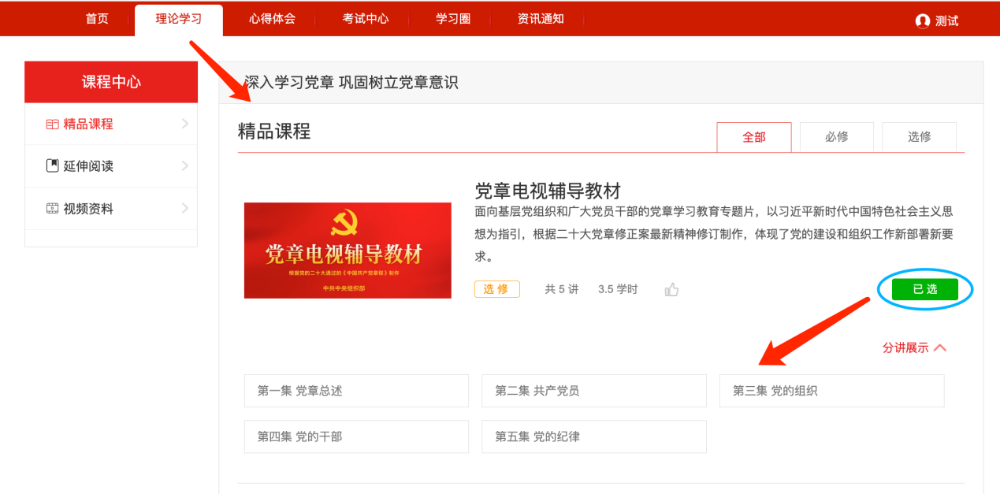 首页 理论学习 心得体会 考试中心 学习圈 资讯通知 测试
课程中心
精品课程
延伸阅读
视频资料
深入学习党章 巩固树立党章意识
精品课程
全部 必修 选修
党章电视辅导教材
根据党的二十大通过的《中国共产党章程》制作
中共中央组织部
党章电视辅导教材
面向基层党组织和广大党员干部的党章学习教育专题片，以习近平新时代中国特色社会主义思
想为指引，根据二十大党章修正案最新精神修订制作，体现了党的建设和组织工作新部署新要
求。
选修 共 5 讲 3.5 学时 已选
分讲展示
第一集 党章总述 第二集 共产党员 第三集 党的组织
第四集 党的干部 第五集 党的纪律